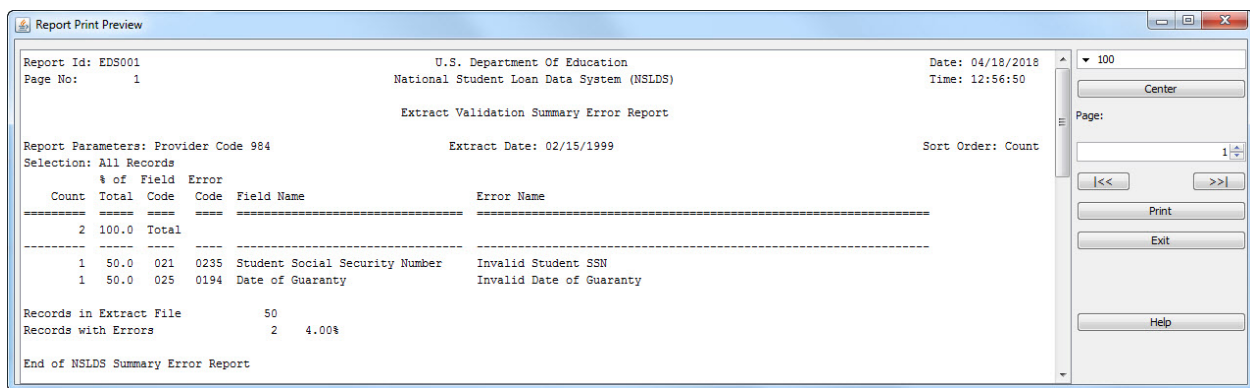 Report Print Preview
Report Id: EDS001 U.S. Department Of Education Date: 04/18/2018
Page No: 1 National Student Loan Data System (NSLDS) Time: 12:56:50
Extract Validation Summary Error Report
Report Parameters: Provider Code 984 Extract Date: 02/15/1999 Sort Order: Count
Selection: All Records
% of Field Error
Count Total Code Code Field Name Error Name
========= ===== ==== ==== ================================= ==================================================================
2 100.0 Total
--------- ----- ---- ---- --------------------------------- ------------------------------------------------------------------
1 50.0 021 0235 Student Social Security Number Invalid Student SSN
1 50.0 025 0194 Date of Guaranty Invalid Date of Guaranty
Records in Extract File 50
Records with Errors 2 4.00%
End of NSLDS Summary Error Report
100
Center
Page:
1
|<< >>|
Print
Exit
Help